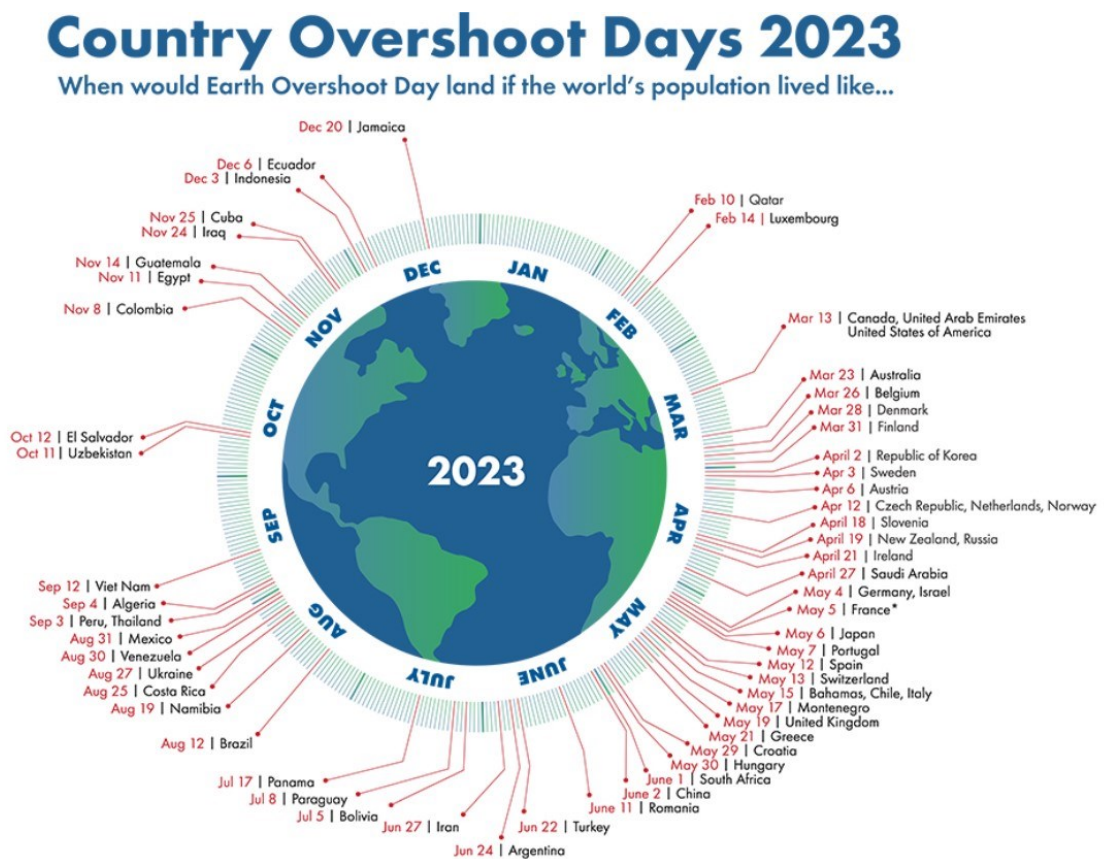 Country Overshoot Days 2023
When would Earth Overshoot Day land if the world's population lived like...
Dec 20 | Jamaica
Dec 6 | Ecuador
Dec 3 | Indonesia
Nov 25 | Cuba
Nov 24 | Iraq
Nov 14 | Guatemala
Nov 11 | Egypt
Nov 8 | Colombia
Oct 12 | El Salvador
Oct 11 | Uzbekistan
Sep 12 | Viet Nam
Sep 4 | Algeria
Sep 3 | Peru, Thailand
Aug 31 | Mexico
Aug 30 | Venezuela
Aug 27 | Ukraine
Aug 25 | Costa Rica
Aug 19 | Namibia
Aug 12 | Brazil
Jul 17 | Panama
Jul 8 | Paraguay
Jul 5 | Bolivia
Jun 27 | Iran
Jun 24 | Argentina
Jun 22 | Turkey
Feb 10 | Qatar
Feb 14 | Luxembourg
Mar 13 | Canada, United Arab Emirates
United States of America
Mar 23 | Australia
Mar 26 | Belgium
Mar 28 | Denmark
Mar 31 | Finland
April 2 | Republic of Korea
Apr 3 | Sweden
Apr 6 | Austria
Apr 12 | Czech Republic, Netherlands, Norway
April 18 | Slovenia
April 19 | New Zealand, Russia
April 21 | Ireland
April 27 | Saudi Arabia
May 4 | Germany, Israel
May 5 | France*
May 6 | Japan
May 7 | Portugal
May 12 | Spain
May 13 | Switzerland
May 15 | Bahamas, Chile, Italy
May 17 | Montenegro
May 19 | United Kingdom
May 21 | Greece
May 29 | Croatia
May 30 | Hungary
June 1 | South Africa
June 2 | China
June 11 | Romania
JAN
FEB
MAR
APR
MAY
JUNE
JULY
AUG
SEP
OCT
NOV
DEC
2023